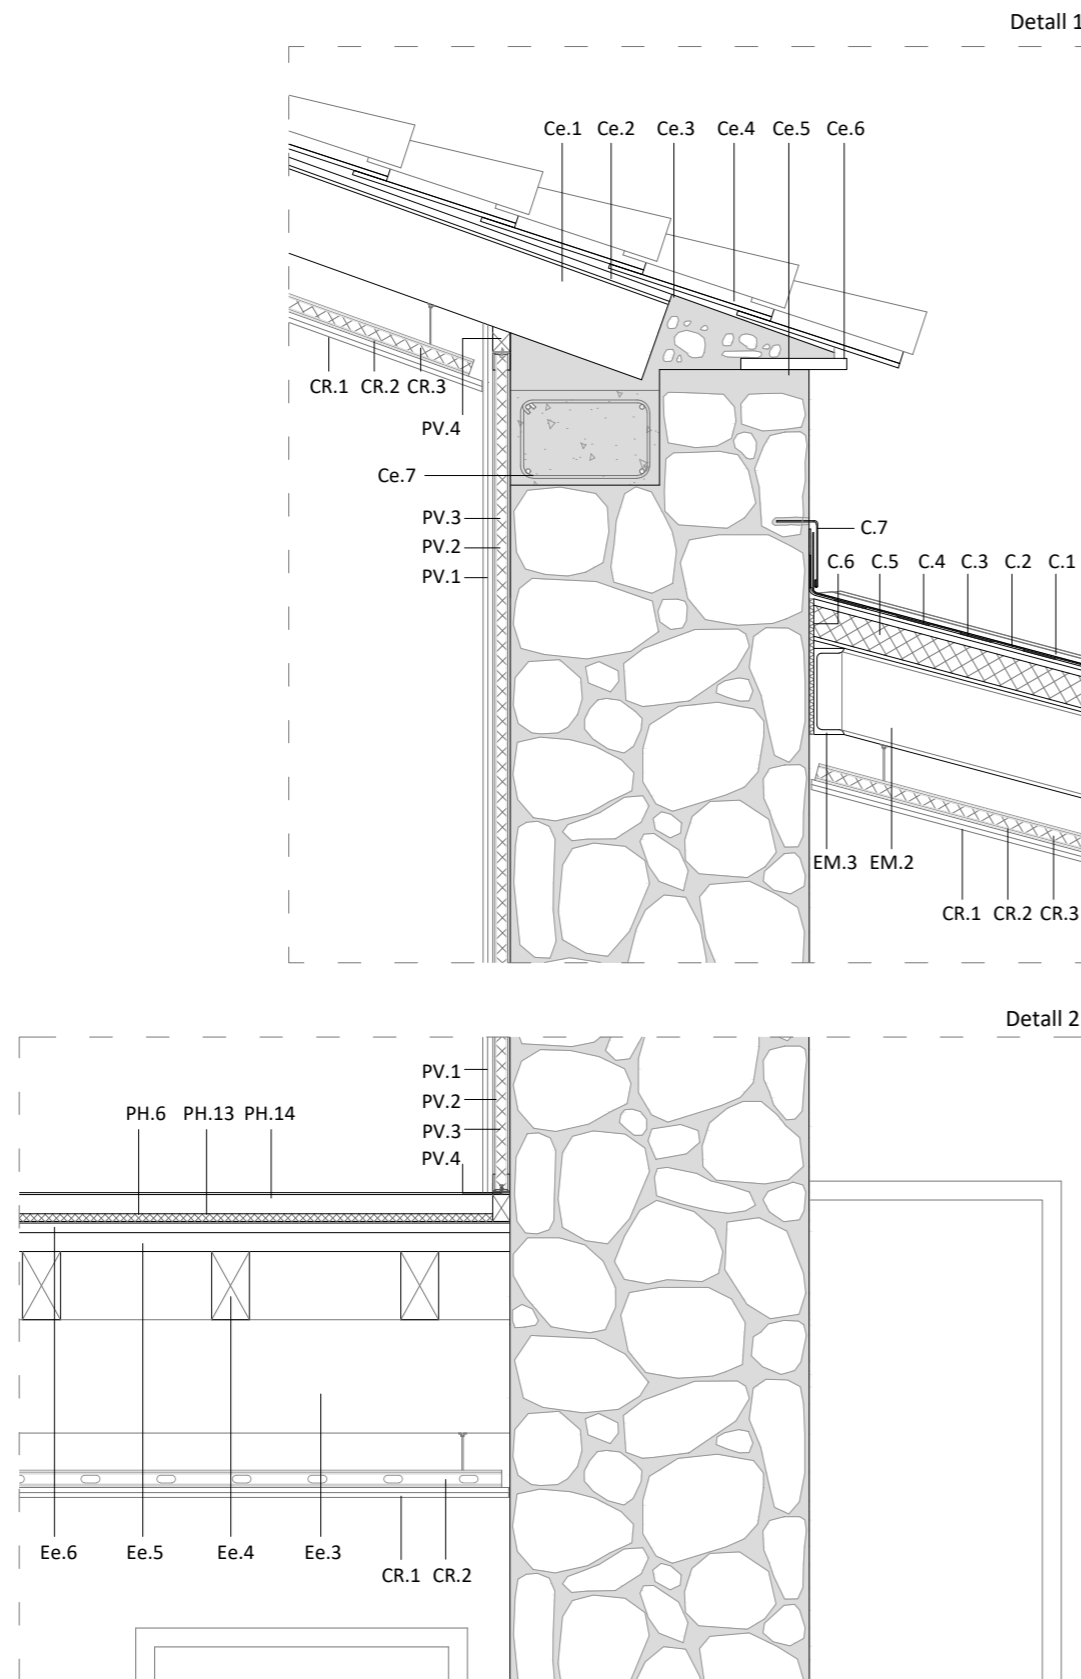 Detall 1
Ce.1 Ce.2 Ce.3 Ce.4 Ce.5 Ce.6
CR.1 CR.2 CR.3
PV.4
Ce.7
PV.3
C.7
PV.2
C.6 C.5 C.4 C.3 C.2 C.1
PV.1
EM.3 EM.2
CR.1 CR.2 CR.3
Detall 2
PV.1
PV.2
PH.6 PH.13 PH.14
PV.3
PV.4
Ee.6 Ee.5 Ee.4 Ee.3
CR.1 CR.2